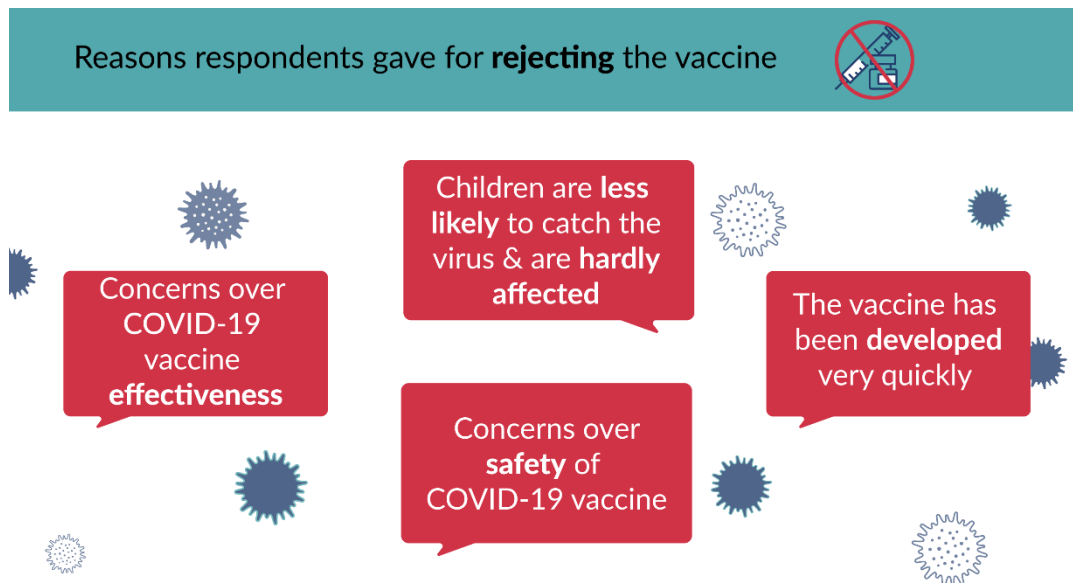 Reasons respondents gave for rejecting the vaccine
Children are less
likely to catch the
virus & are hardly
affected
Concerns over
COVID-19
vaccine
effectiveness
The vaccine has
been developed
very quickly
Concerns over
safety of
COVID-19 vaccine